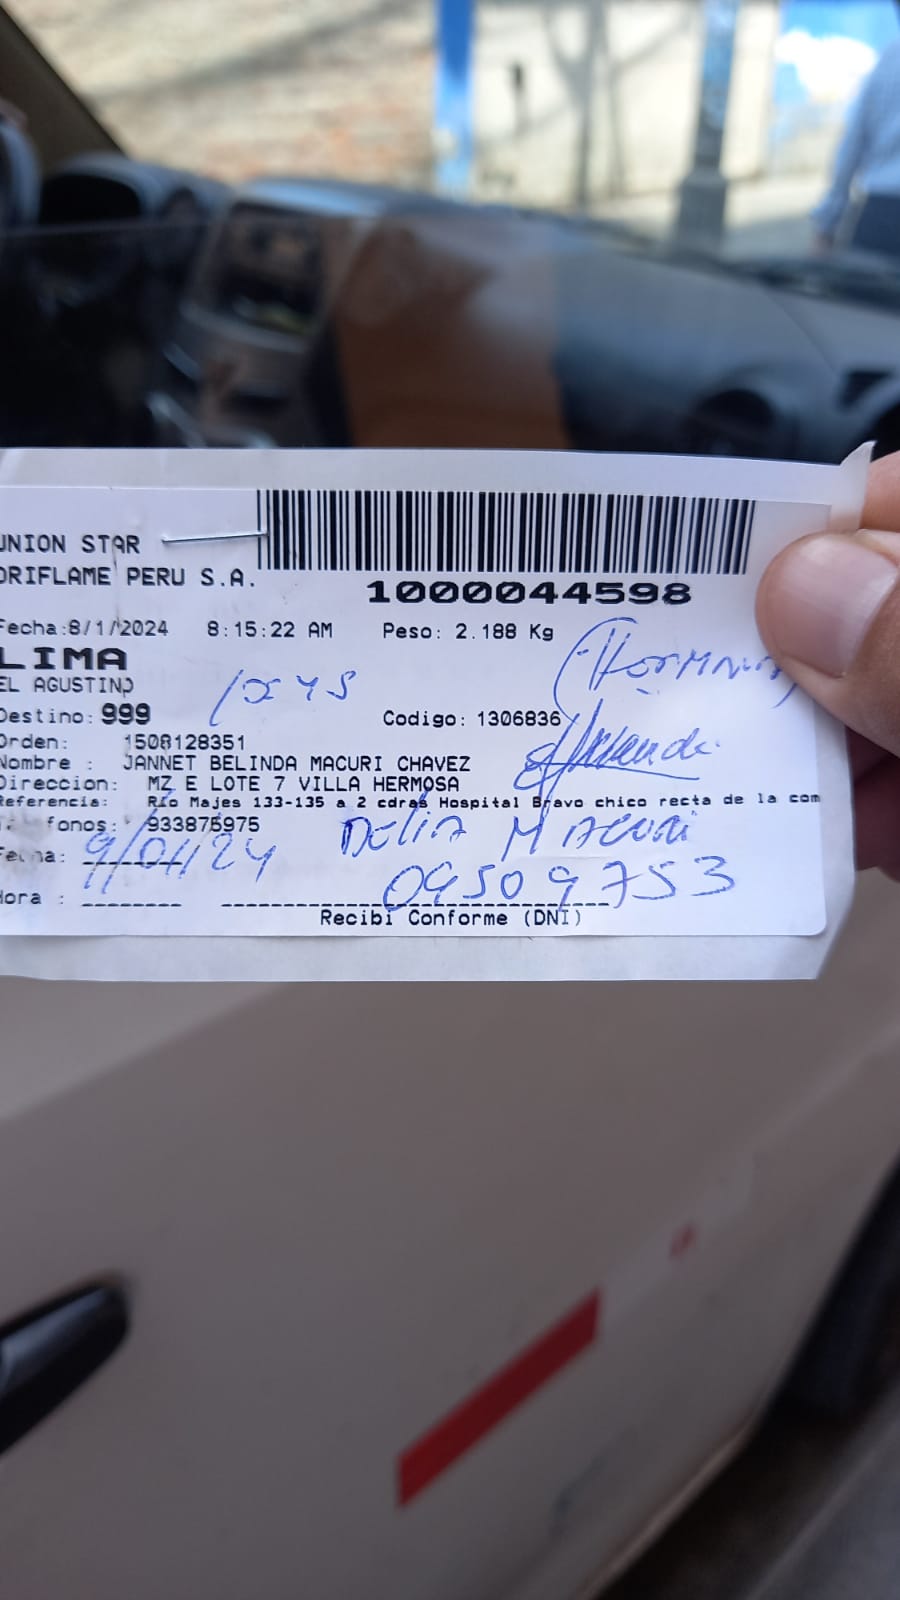 UNION STAR
ORIFLAME PERU S.A.
1000044598
Fecha:8/1/2024 8:15:22 AM Peso: 2.188 Kg
LIMA
(Hermana)
EL AGUSTINO
Destino: 999 Codigo: 1306836
Orden: 1508128351
Nombre : JANNET BELINDA MACURI CHAVEZ
Direccion: MZ E LOTE 7 VILLA HERMOSA
Referencia: Río Majes 133-135 a 2 cdras Hospital Bravo chico recta de la com
fonos: 933875975
Delia Macuri
Fecha: 9/01/24
09509753
Hora :
Recibi Conforme (DNI)